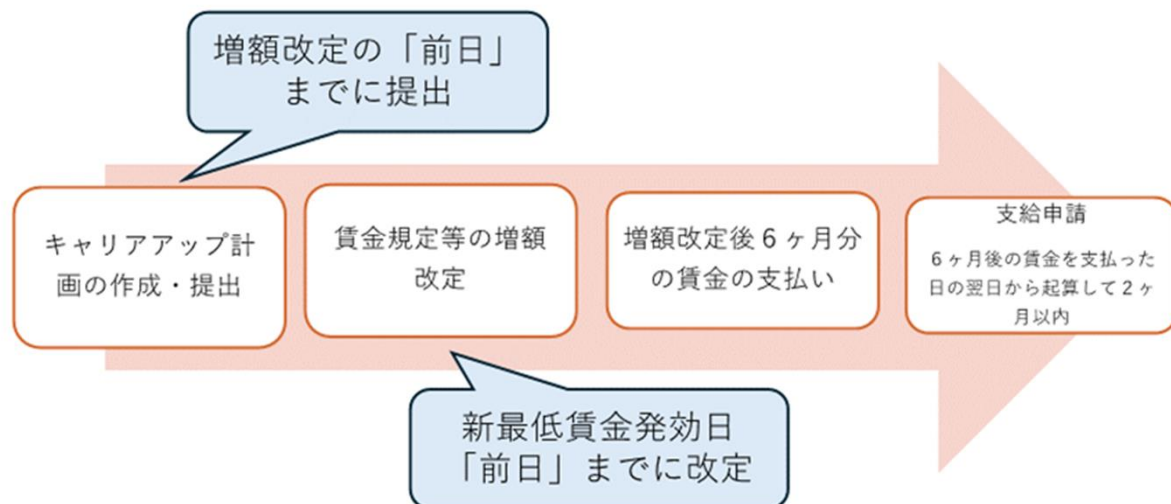 増額改定の「前日」
までに提出
キャリアアップ計
画の作成・提出
賃金規定等の増額
改定
増額改定後６ヶ月分
の賃金の支払い
支給申請
６ヶ月後の賃金を支払った
日の翌日から起算して２ヶ
月以内
新最低賃金発効日
「前日」までに改定